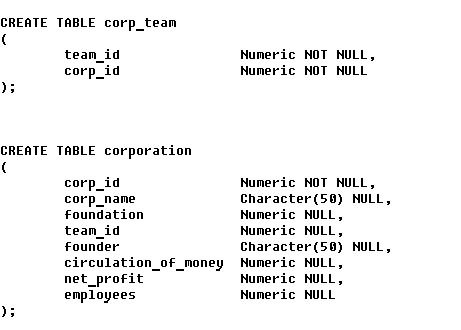 CREATE TABLE corp_team
(
team_id Numeric NOT NULL,
corp_id Numeric NOT NULL
);
CREATE TABLE corporation
(
corp_id Numeric NOT NULL,
corp_name Character(50) NULL,
foundation Numeric NULL,
team_id Numeric NULL,
founder Character(50) NULL,
circulation_of_money Numeric NULL,
net_profit Numeric NULL,
employees Numeric NULL
);